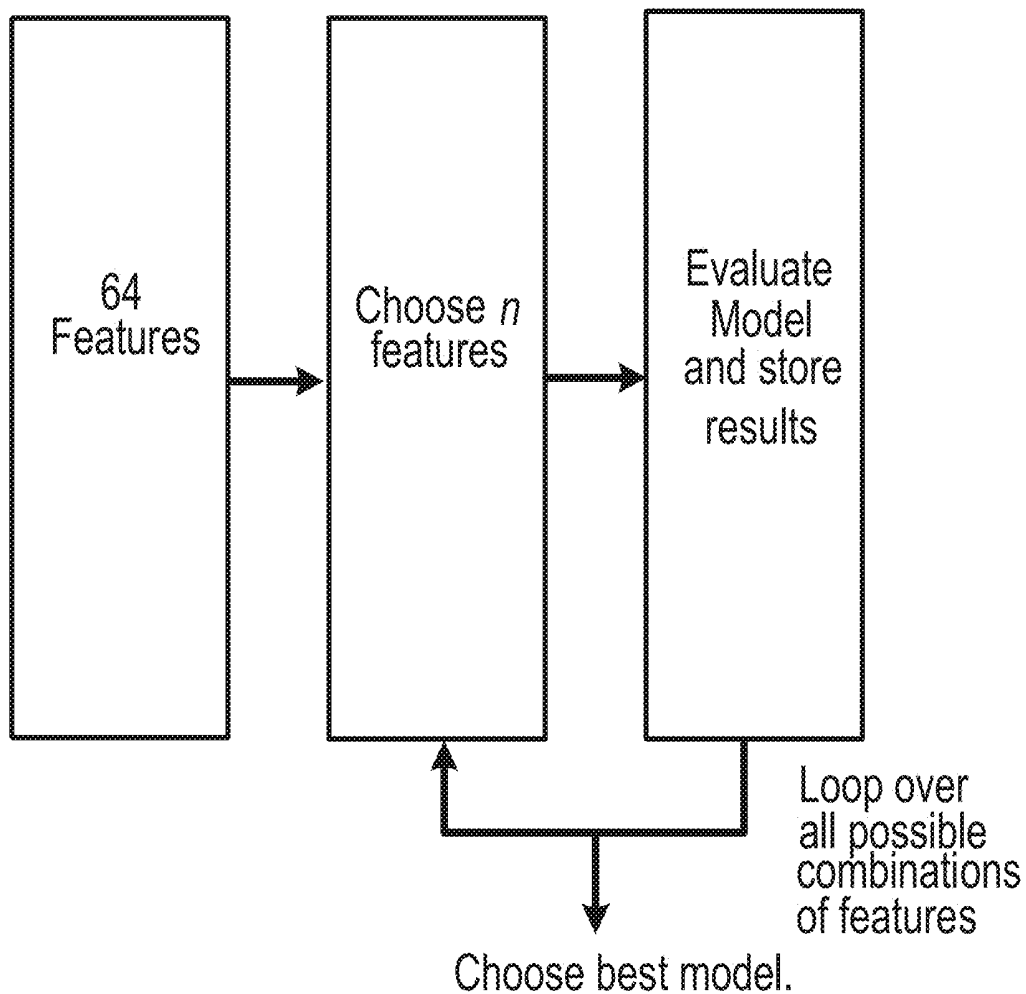 64
Features
Choose n
features
Evaluate
Model
and store
results
Loop over
all possible
combinations
of features
Choose best model.